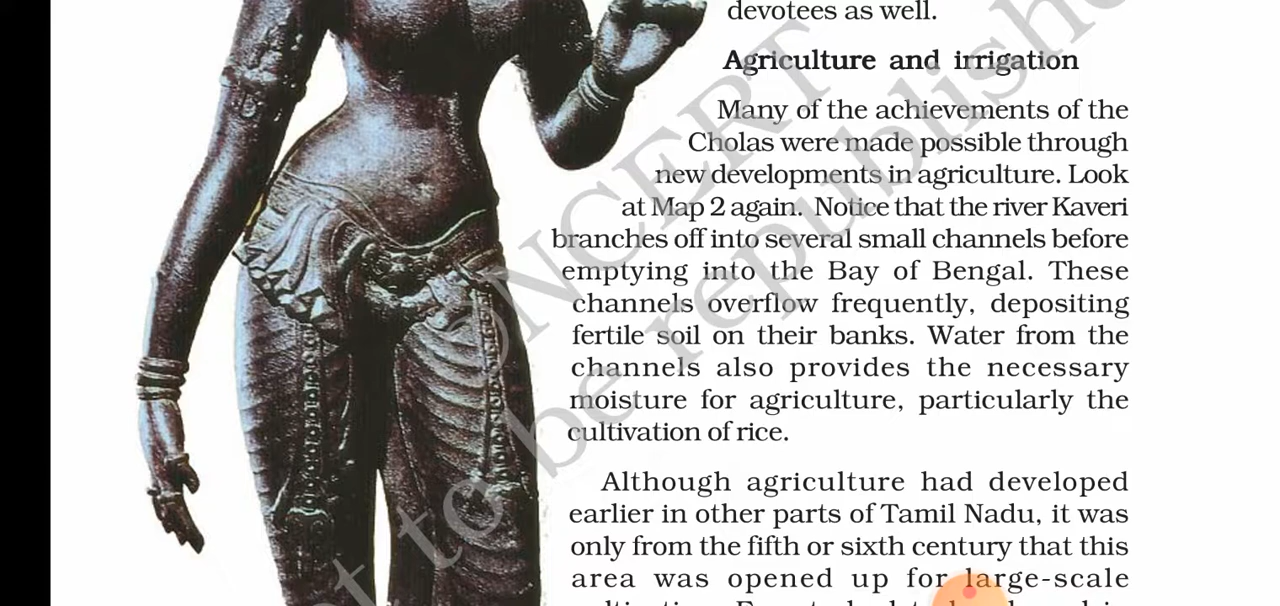 devotees as well.
Agriculture and irrigation
Many of the achievements of the
Cholas were made possible through
new developments in agriculture. Look
at Map 2 again. Notice that the river Kaveri
branches off into several small channels before
emptying into the Bay of Bengal. These
channels overflow frequently, depositing
fertile soil on their banks. Water from the
channels also provides the necessary
moisture for agriculture, particularly the
cultivation of rice.
Although agriculture had developed
earlier in other parts of Tamil Nadu, it was
only from the fifth or sixth century that this
area was opened up for large-scale
© NCERT
not to be republished